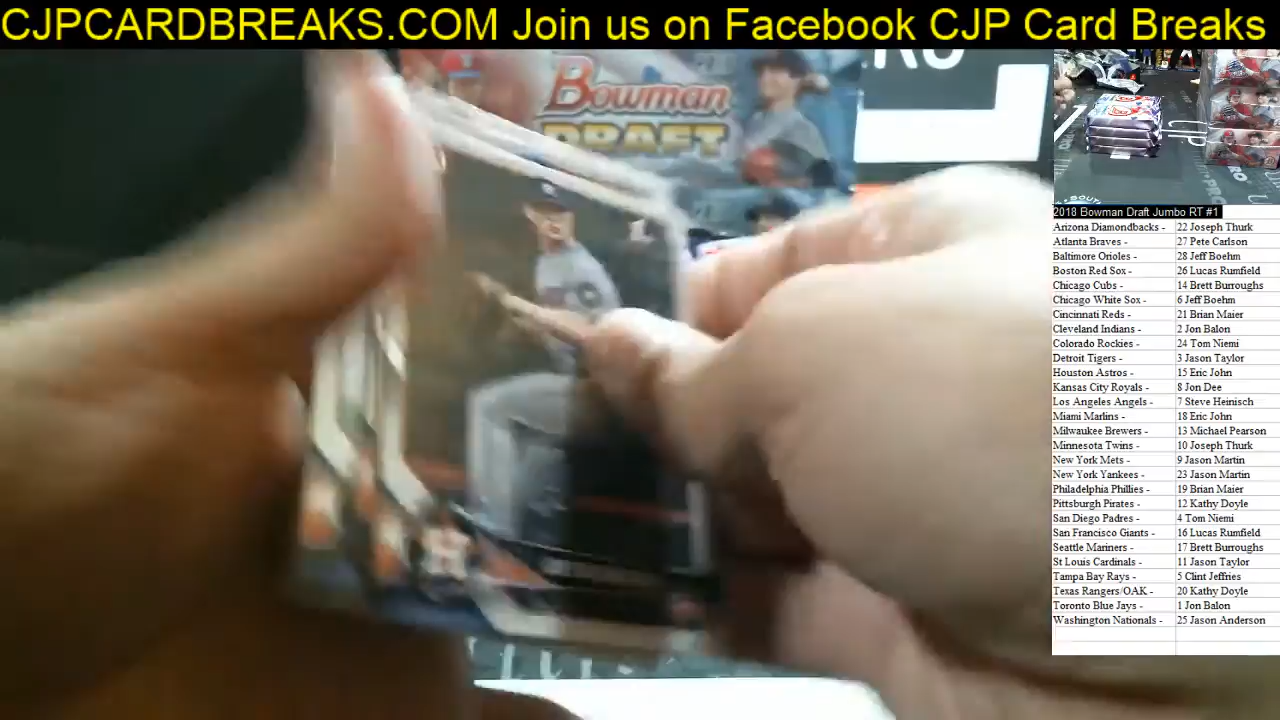 CJPCARDBREAKS.COM Join us on Facebook CJP Card Breaks
Bowman
DRAFT
2018 Bowman Draft Jumbo RT #1
Arizona Diamondbacks - 22 Joseph Thurk
Atlanta Braves - 27 Pete Carlson
Baltimore Orioles - 28 Jeff Boehm
Boston Red Sox - 26 Lucas Rumfield
Chicago Cubs - 14 Brett Burroughs
Chicago White Sox - 6 Jeff Boehm
Cincinnati Reds - 21 Brian Maier
Cleveland Indians - 2 Jon Balon
Colorado Rockies - 24 Tom Niemi
Detroit Tigers - 3 Jason Taylor
Houston Astros - 15 Eric John
Kansas City Royals - 8 Jon Dee
Los Angeles Angels - 7 Steve Heinisch
Miami Marlins - 18 Eric John
Milwaukee Brewers - 13 Michael Pearson
Minnesota Twins - 10 Joseph Thurk
New York Mets - 9 Jason Martin
New York Yankees - 23 Jason Martin
Philadelphia Phillies - 19 Brian Maier
Pittsburgh Pirates - 12 Kathy Doyle
San Diego Padres - 4 Tom Niemi
San Francisco Giants - 16 Lucas Rumfield
Seattle Mariners - 17 Brett Burroughs
St Louis Cardinals - 11 Jason Taylor
Tampa Bay Rays - 5 Clint Jeffries
Texas Rangers/OAK - 20 Kathy Doyle
Toronto Blue Jays - 1 Jon Balon
Washington Nationals - 25 Jason Anderson